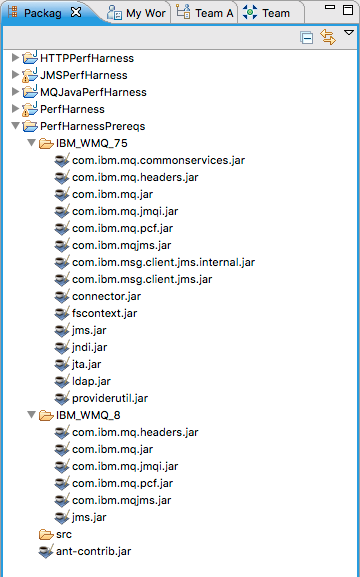 Packag
My Wor
Team A
Team
HTTPPerfHarness
JMSPerfHarness
MQJavaPerfHarness
PerfHarness
PerfHarnessPrereqs
IBM_WMQ_75
com.ibm.mq.commonservices.jar
com.ibm.mq.headers.jar
com.ibm.mq.jar
com.ibm.mq.jmqi.jar
com.ibm.mq.pcf.jar
com.ibm.mqjms.jar
com.ibm.msg.client.jms.internal.jar
com.ibm.msg.client.jms.jar
connector.jar
fscontext.jar
jms.jar
jndi.jar
jta.jar
ldap.jar
providerutil.jar
IBM_WMQ_8
com.ibm.mq.headers.jar
com.ibm.mq.jar
com.ibm.mq.jmqi.jar
com.ibm.mq.pcf.jar
com.ibm.mqjms.jar
jms.jar
src
ant-contrib.jar